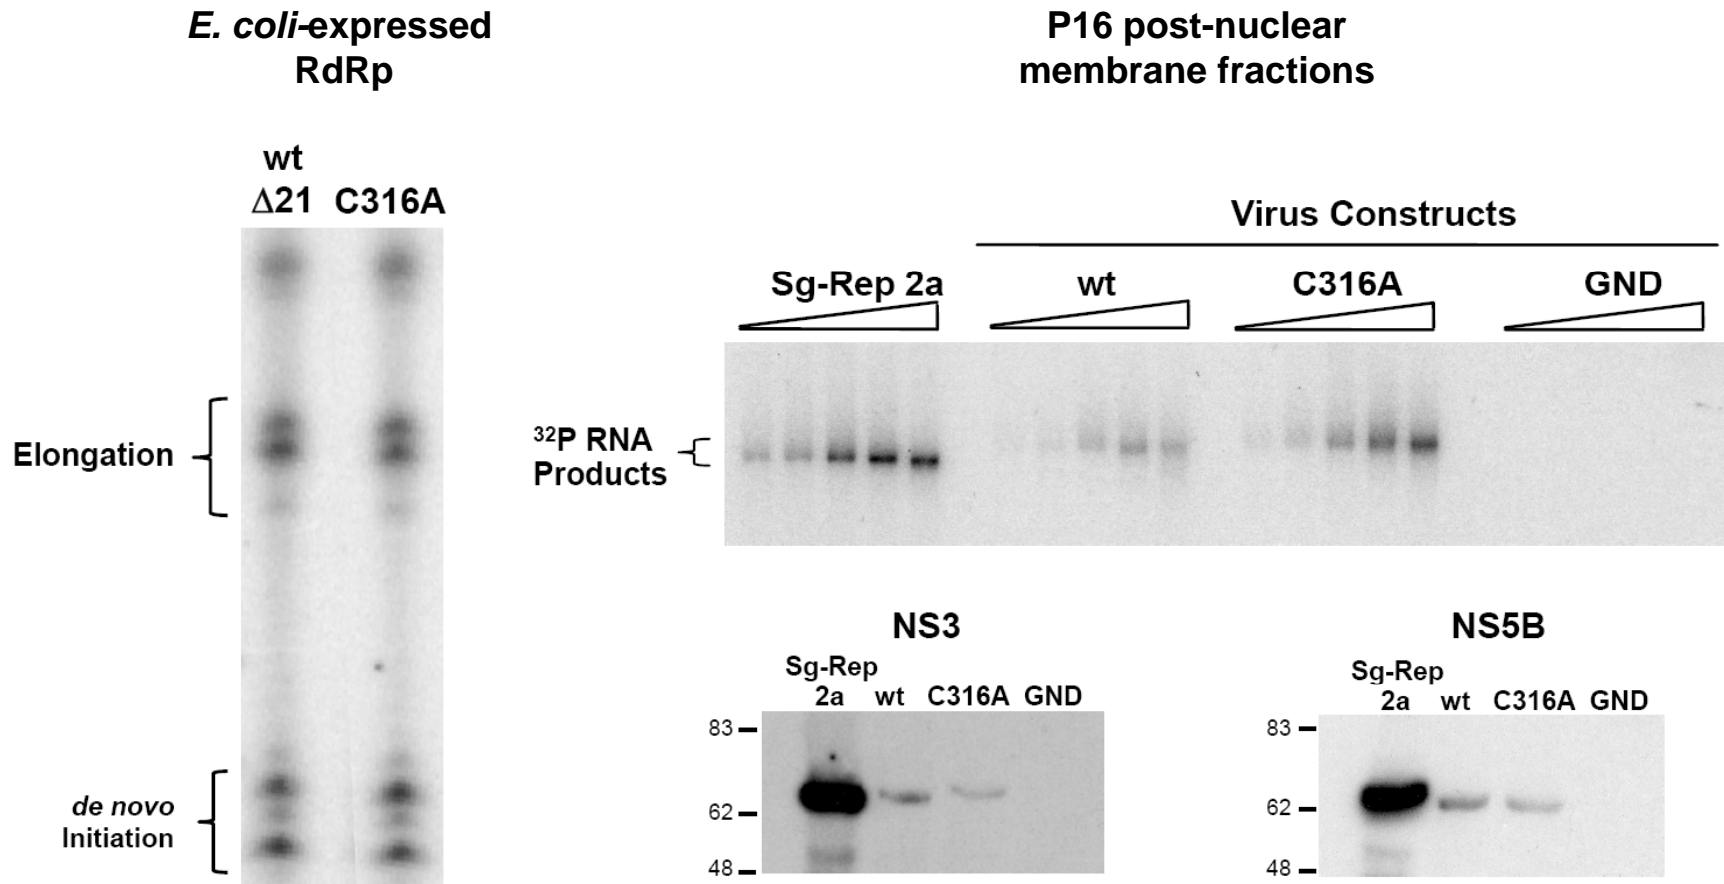 E. coli-expressed
RdRp
wt
Δ21 C316A
Elongation
de novo
Initiation
P16 post-nuclear
membrane fractions
Virus Constructs
Sg-Rep 2a wt C316A GND
32P RNA
Products
NS3
Sg-Rep
2a wt C316A GND
83
62
48
NS5B
Sg-Rep
2a wt C316A GND
83
62
48